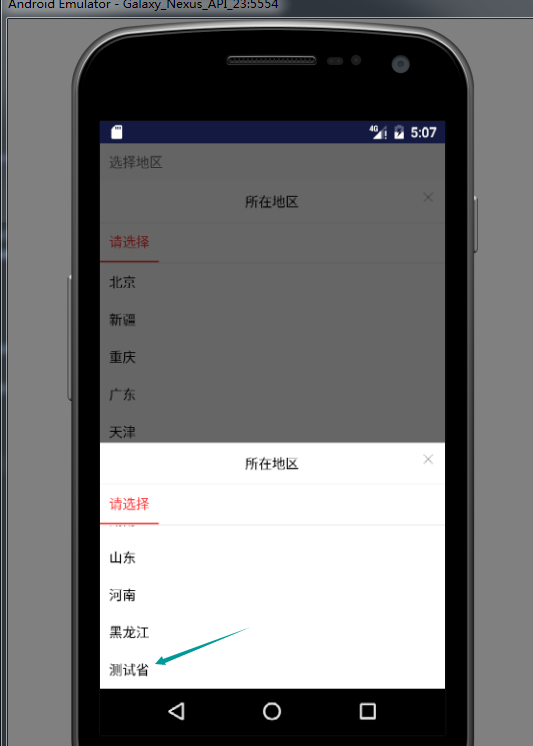 Android Emulator - Galaxy_Nexus_API_23:5554
4G 5:07
选择地区
所在地区
请选择
北京
新疆
重庆
广东
天津
所在地区
请选择
山东
河南
黑龙江
测试省